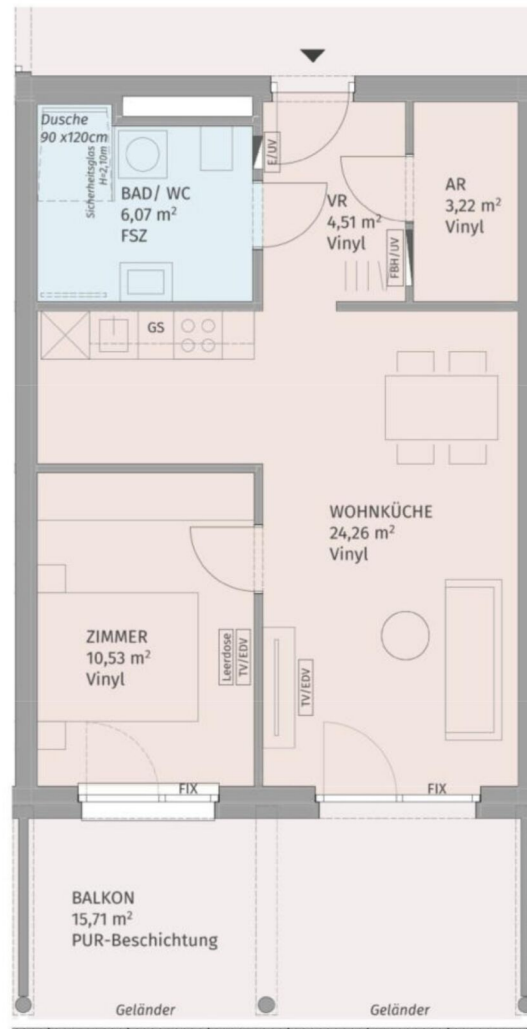 Dusche
90 x120cm
Sicherheitsglas
H=2,10m
BAD/ WC
6,07 m²
FSZ
E/UV
VR
4,51 m²
Vinyl
FBH/UV
AR
3,22 m²
Vinyl
GS
WOHNKÜCHE
24,26 m²
Vinyl
ZIMMER
10,53 m²
Vinyl
Leerdose
TV/EDV
TV/EDV
FIX
FIX
BALKON
15,71 m²
PUR-Beschichtung
Geländer
Geländer